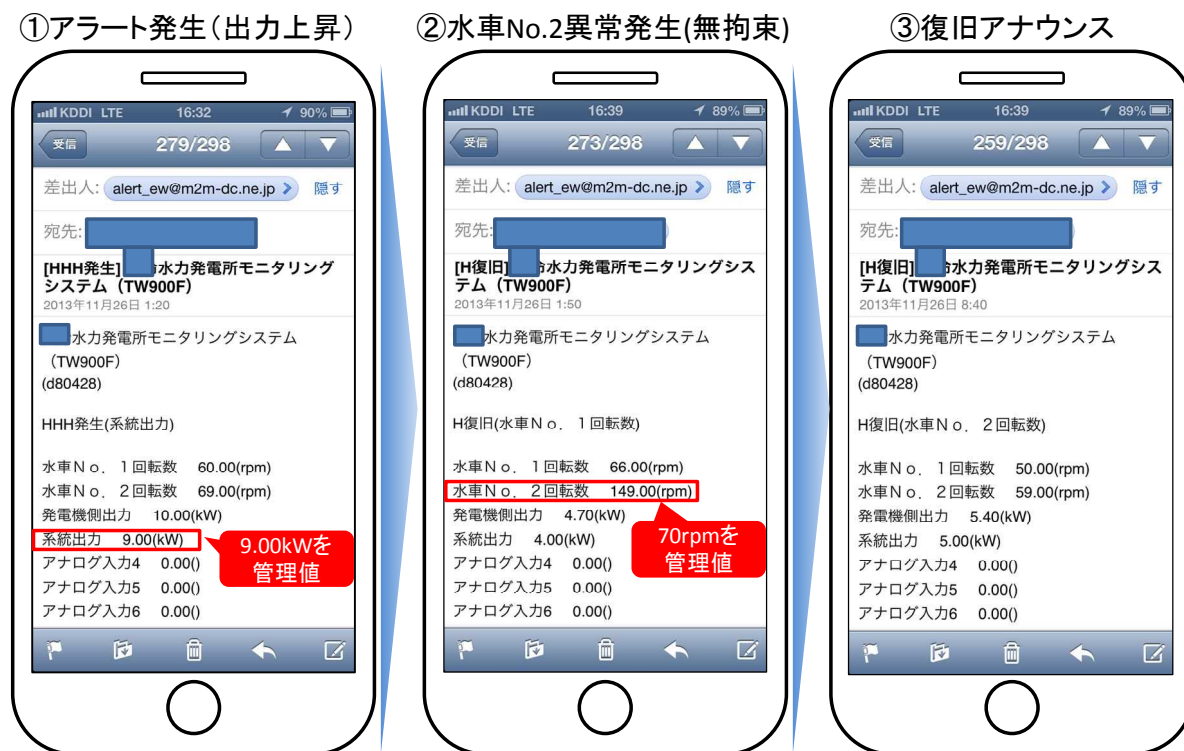 ①アラート発生（出力上昇）
KDDI LTE 16:32 90%
受信 279/298
差出人: alert_ew@m2m-dc.ne.jp 隠す
宛先:
[HHH発生] 水力発電所モニタリング
システム（TW900F）
2013年11月26日 1:20
水力発電所モニタリングシステム
（TW900F）
(d80428)
HHH発生(系統出力)
水車Ｎｏ．１回転数 60.00(rpm)
水車Ｎｏ．２回転数 69.00(rpm)
発電機側出力 10.00(kW)
系統出力 9.00(kW)
アナログ入力4 0.00()
アナログ入力5 0.00()
アナログ入力6 0.00()
9.00kWを
管理値
②水車No.2異常発生(無拘束)
KDDI LTE 16:39 89%
受信 273/298
差出人: alert_ew@m2m-dc.ne.jp 隠す
宛先:
[H復旧] 水力発電所モニタリングシス
テム（TW900F）
2013年11月26日 1:50
水力発電所モニタリングシステム
（TW900F）
(d80428)
H復旧(水車Ｎｏ．１回転数)
水車Ｎｏ．１回転数 66.00(rpm)
水車Ｎｏ．２回転数 149.00(rpm)
発電機側出力 4.70(kW)
系統出力 4.00(kW)
アナログ入力4 0.00()
アナログ入力5 0.00()
アナログ入力6 0.00()
70rpmを
管理値
③復旧アナウンス
KDDI LTE 16:39 89%
受信 259/298
差出人: alert_ew@m2m-dc.ne.jp 隠す
宛先:
[H復旧] 水力発電所モニタリングシス
テム（TW900F）
2013年11月26日 8:40
水力発電所モニタリングシステム
（TW900F）
(d80428)
H復旧(水車Ｎｏ．２回転数)
水車Ｎｏ．１回転数 50.00(rpm)
水車Ｎｏ．２回転数 59.00(rpm)
発電機側出力 5.40(kW)
系統出力 5.00(kW)
アナログ入力4 0.00()
アナログ入力5 0.00()
アナログ入力6 0.00()